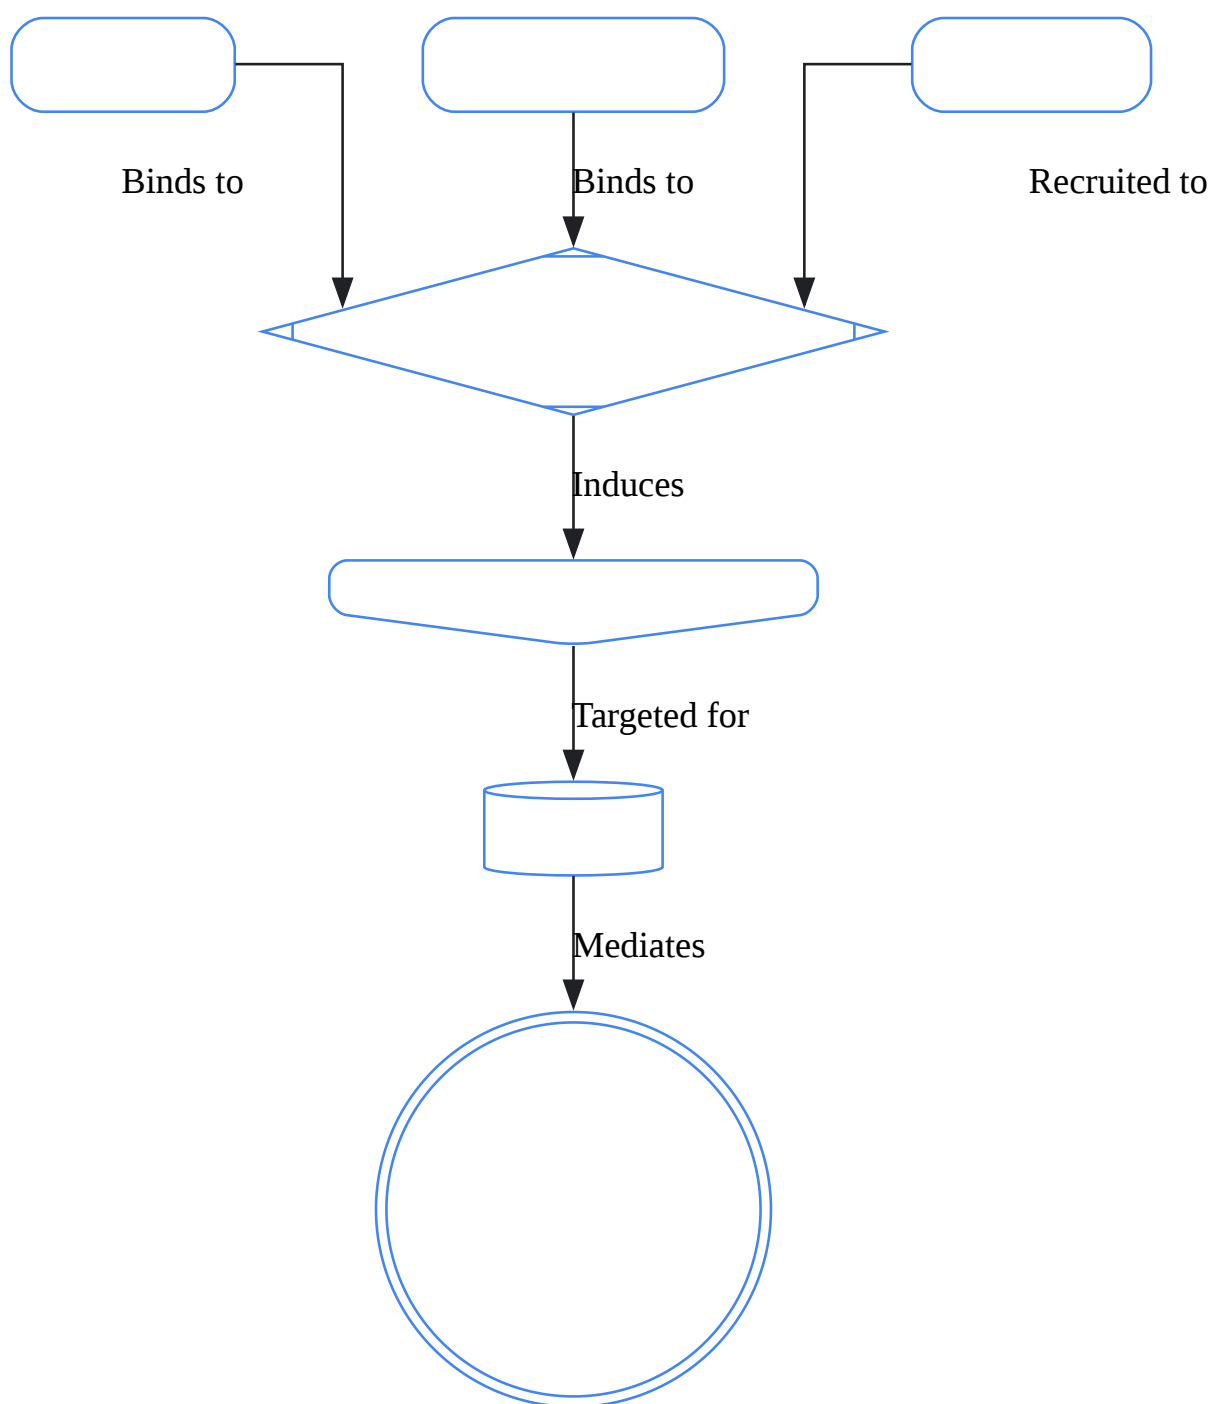 Binds to
Binds to
Recruited to
Induces
Targeted for
Mediates